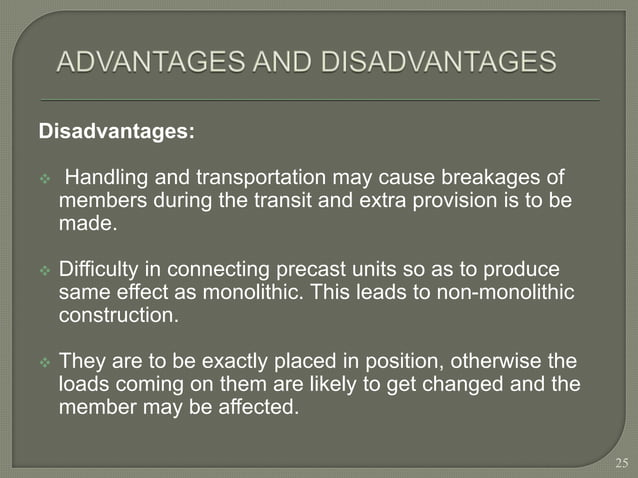 ADVANTAGES AND DISADVANTAGES
Disadvantages:
❖ Handling and transportation may cause breakages of
members during the transit and extra provision is to be
made.
❖ Difficulty in connecting precast units so as to produce
same effect as monolithic. This leads to non-monolithic
construction.
❖ They are to be exactly placed in position, otherwise the
loads coming on them are likely to get changed and the
member may be affected.
25